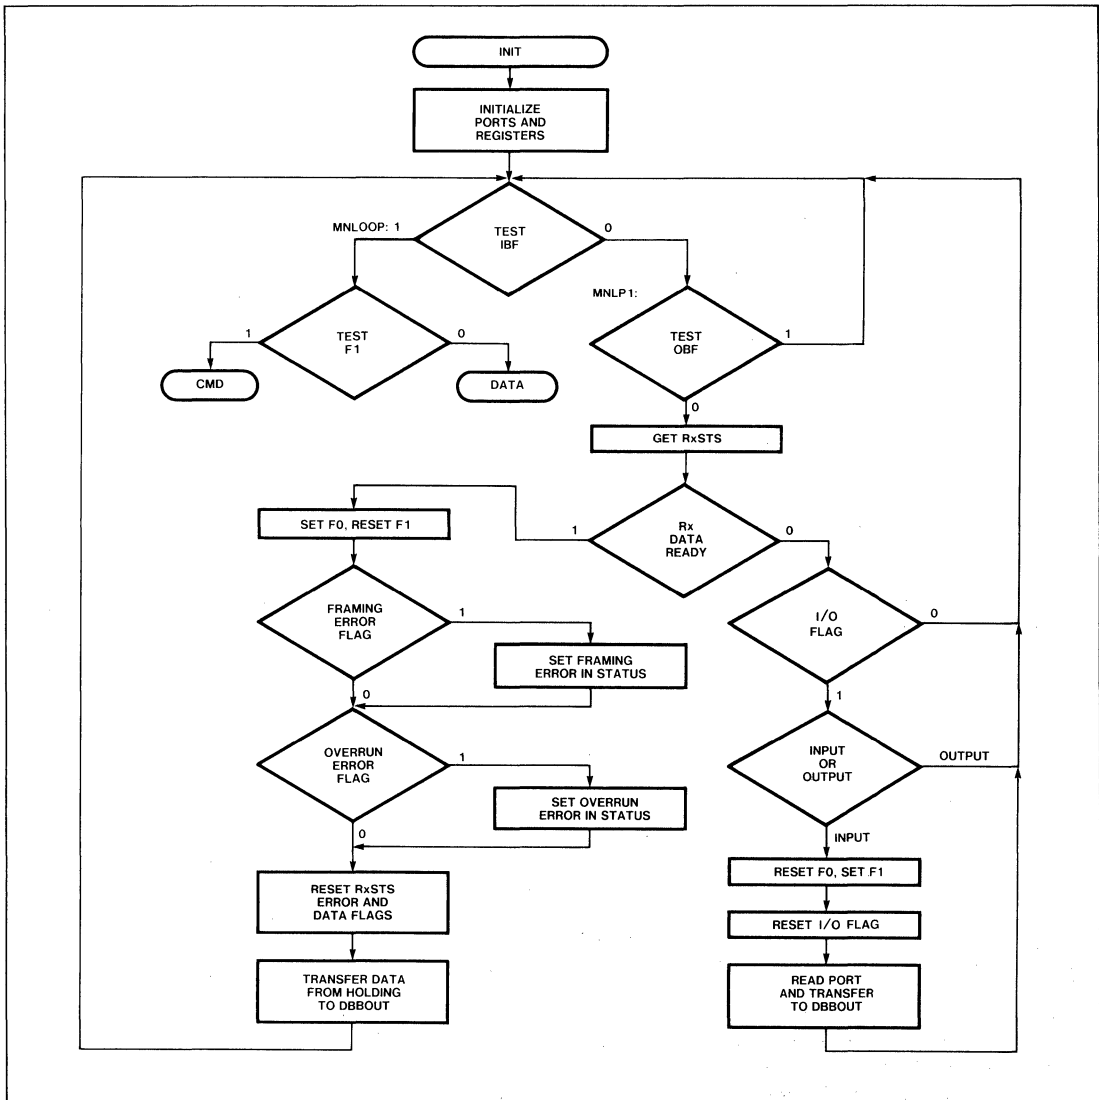 INIT
INITIALIZE
PORTS AND
REGISTERS
MNLOOP: 1
TEST
IBF
0
MNLP1:
1
TEST
F1
0
TEST
OBF
1
CMD
DATA
0
GET RxSTS
SET F0, RESET F1
1
Rx
DATA
READY
0
FRAMING
ERROR
FLAG
1
I/O
FLAG
0
SET FRAMING
ERROR IN STATUS
0
1
OVERRUN
ERROR
FLAG
1
INPUT
OR
OUTPUT
OUTPUT
SET OVERRUN
ERROR IN STATUS
0
INPUT
RESET F0, SET F1
RESET RxSTS
ERROR AND
DATA FLAGS
RESET I/O FLAG
TRANSFER DATA
FROM HOLDING
TO DBBOUT
READ PORT
AND TRANSFER
TO DBBOUT